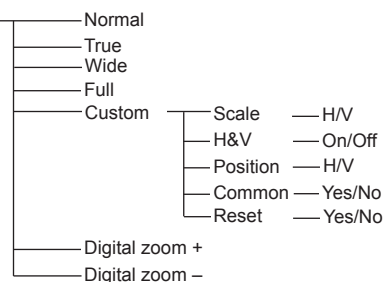 Normal
True
Wide
Full
Custom
Scale H/V
H&V On/Off
Position H/V
Common Yes/No
Reset Yes/No
Digital zoom +
Digital zoom –